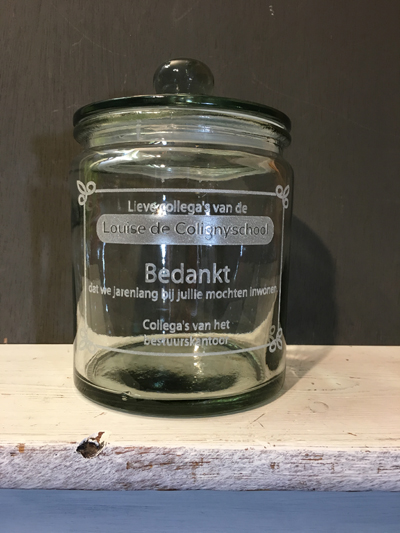 Lieve collega's van de
Louise de Colignyschool
Bedankt
dat we jarenlang bij jullie mochten inwonen,
Collega's van het
bestuurskantoor